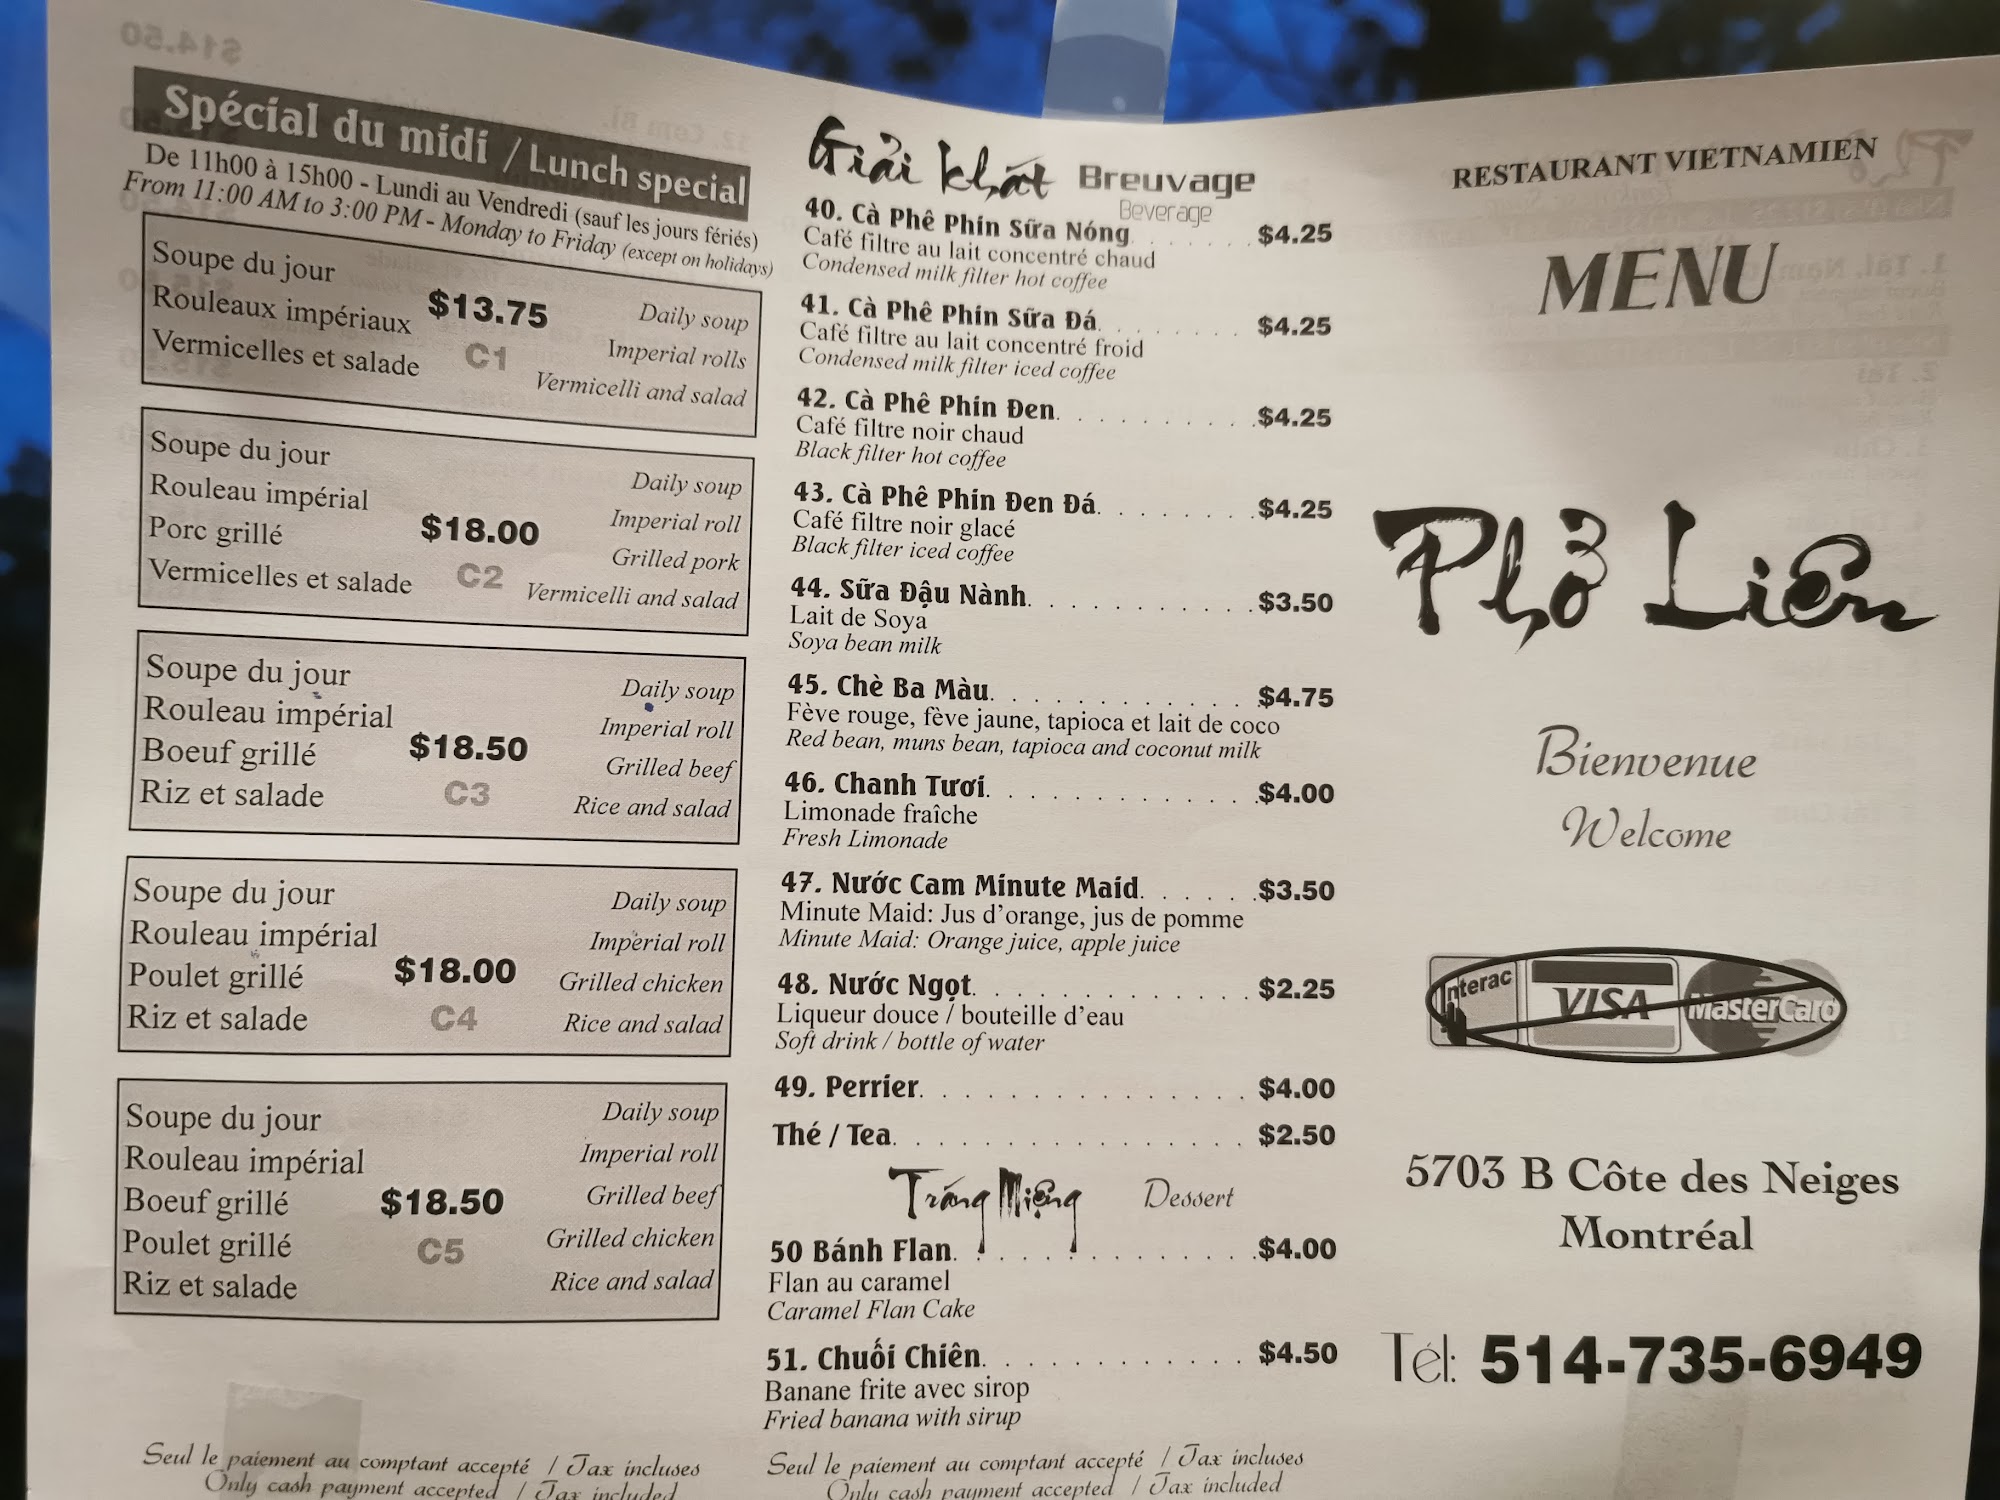 Spécial du midi / Lunch special
De 11h00 à 15h00 - Lundi au Vendredi (sauf les jours fériés)
From 11:00 AM to 3:00 PM - Monday to Friday (except on holidays)
Soupe du jour
Rouleaux impériaux
Vermicelles et salade
$13.75
C1
Daily soup
Imperial rolls
Vermicelli and salad
Soupe du jour
Rouleau impérial
Porc grillé
Vermicelles et salade
$18.00
C2
Daily soup
Imperial roll
Grilled pork
Vermicelli and salad
Soupe du jour
Rouleau impérial
Boeuf grillé
Riz et salade
$18.50
C3
Daily soup
Imperial roll
Grilled beef
Rice and salad
Soupe du jour
Rouleau impérial
Poulet grillé
Riz et salade
$18.00
C4
Daily soup
Imperial roll
Grilled chicken
Rice and salad
Soupe du jour
Rouleau impérial
Boeuf grillé
Poulet grillé
Riz et salade
$18.50
C5
Daily soup
Imperial roll
Grilled beef
Grilled chicken
Rice and salad
Seul le paiement au comptant accepté / Tax incluses
Only cash payment accepted / Tax included
Giải Khát Breuvage
Beverage
40. Cà Phê Phin Sữa Nóng. . . . . . . $4.25
Café filtre au lait concentré chaud
Condensed milk filter hot coffee
41. Cà Phê Phin Sữa Đá. . . . . . . . $4.25
Café filtre au lait concentré froid
Condensed milk filter iced coffee
42. Cà Phê Phin Đen. . . . . . . . . .$4.25
Café filtre noir chaud
Black filter hot coffee
43. Cà Phê Phin Đen Đá. . . . . . . .$4.25
Café filtre noir glacé
Black filter iced coffee
44. Sữa Đậu Nành. . . . . . . . . . .$3.50
Lait de Soya
Soya bean milk
45. Chè Ba Màu. . . . . . . . . . . . $4.75
Fève rouge, fève jaune, tapioca et lait de coco
Red bean, muns bean, tapioca and coconut milk
46. Chanh Tươi. . . . . . . . . . . .$4.00
Limonade fraîche
Fresh Limonade
47. Nước Cam Minute Maid. . . . . .$3.50
Minute Maid: Jus d'orange, jus de pomme
Minute Maid: Orange juice, apple juice
48. Nước Ngọt. . . . . . . . . . . . . $2.25
Liqueur douce / bouteille d'eau
Soft drink / bottle of water
49. Perrier. . . . . . . . . . . . . . . $4.00
Thé / Tea. . . . . . . . . . . . . . . . $2.50
Tráng Miệng Dessert
50 Bánh Flan. . . . . . . . . . . . .$4.00
Flan au caramel
Caramel Flan Cake
51. Chuối Chiên. . . . . . . . . . . . $4.50
Banane frite avec sirop
Fried banana with sirup
Seul le paiement au comptant accepté / Tax incluses
Only cash payment accepted / Tax included
RESTAURANT VIETNAMIEN
MENU
Phở Liên
Bienvenue
Welcome
Interac VISA MasterCard
5703 B Côte des Neiges
Montréal
Tél: 514-735-6949